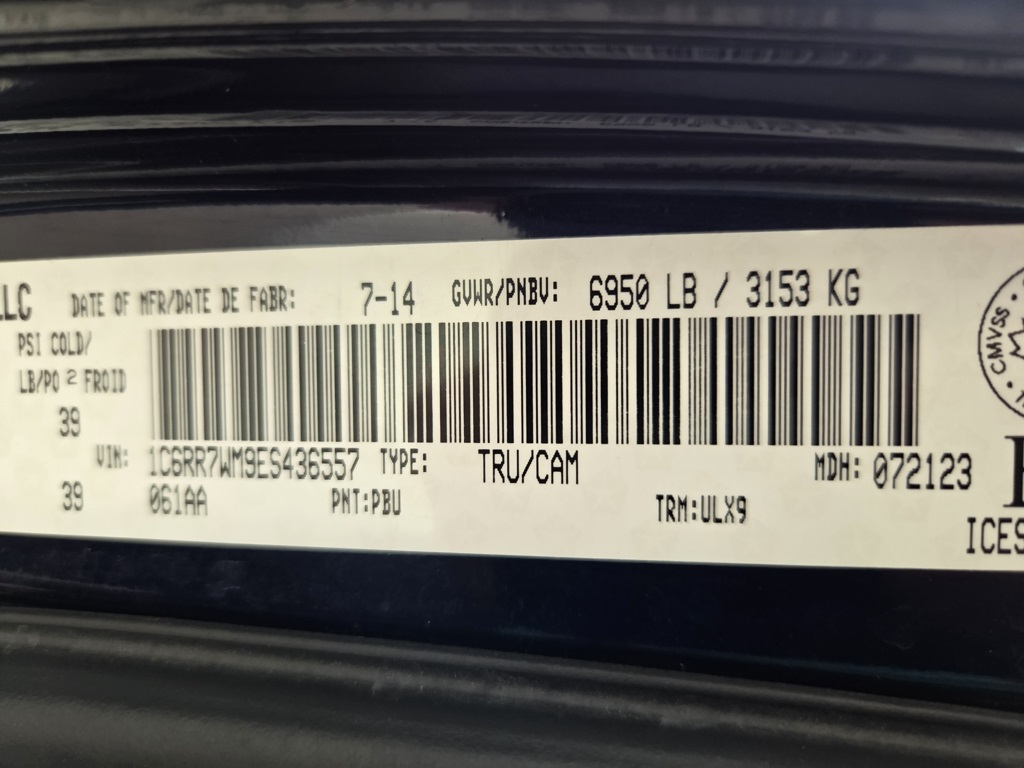 LLC DATE OF MFR/DATE DE FABR: 7-14 GVWR/PNBV: 6950 LB / 3153 KG
PSI COLD/
LB/PO 2 FROID
39
VIN: 1C6RR7WM9ES436557 TYPE: TRU/CAM MDH: 072123
39 061AA PNT:PBU TRM:ULX9
ICES
CMVSS